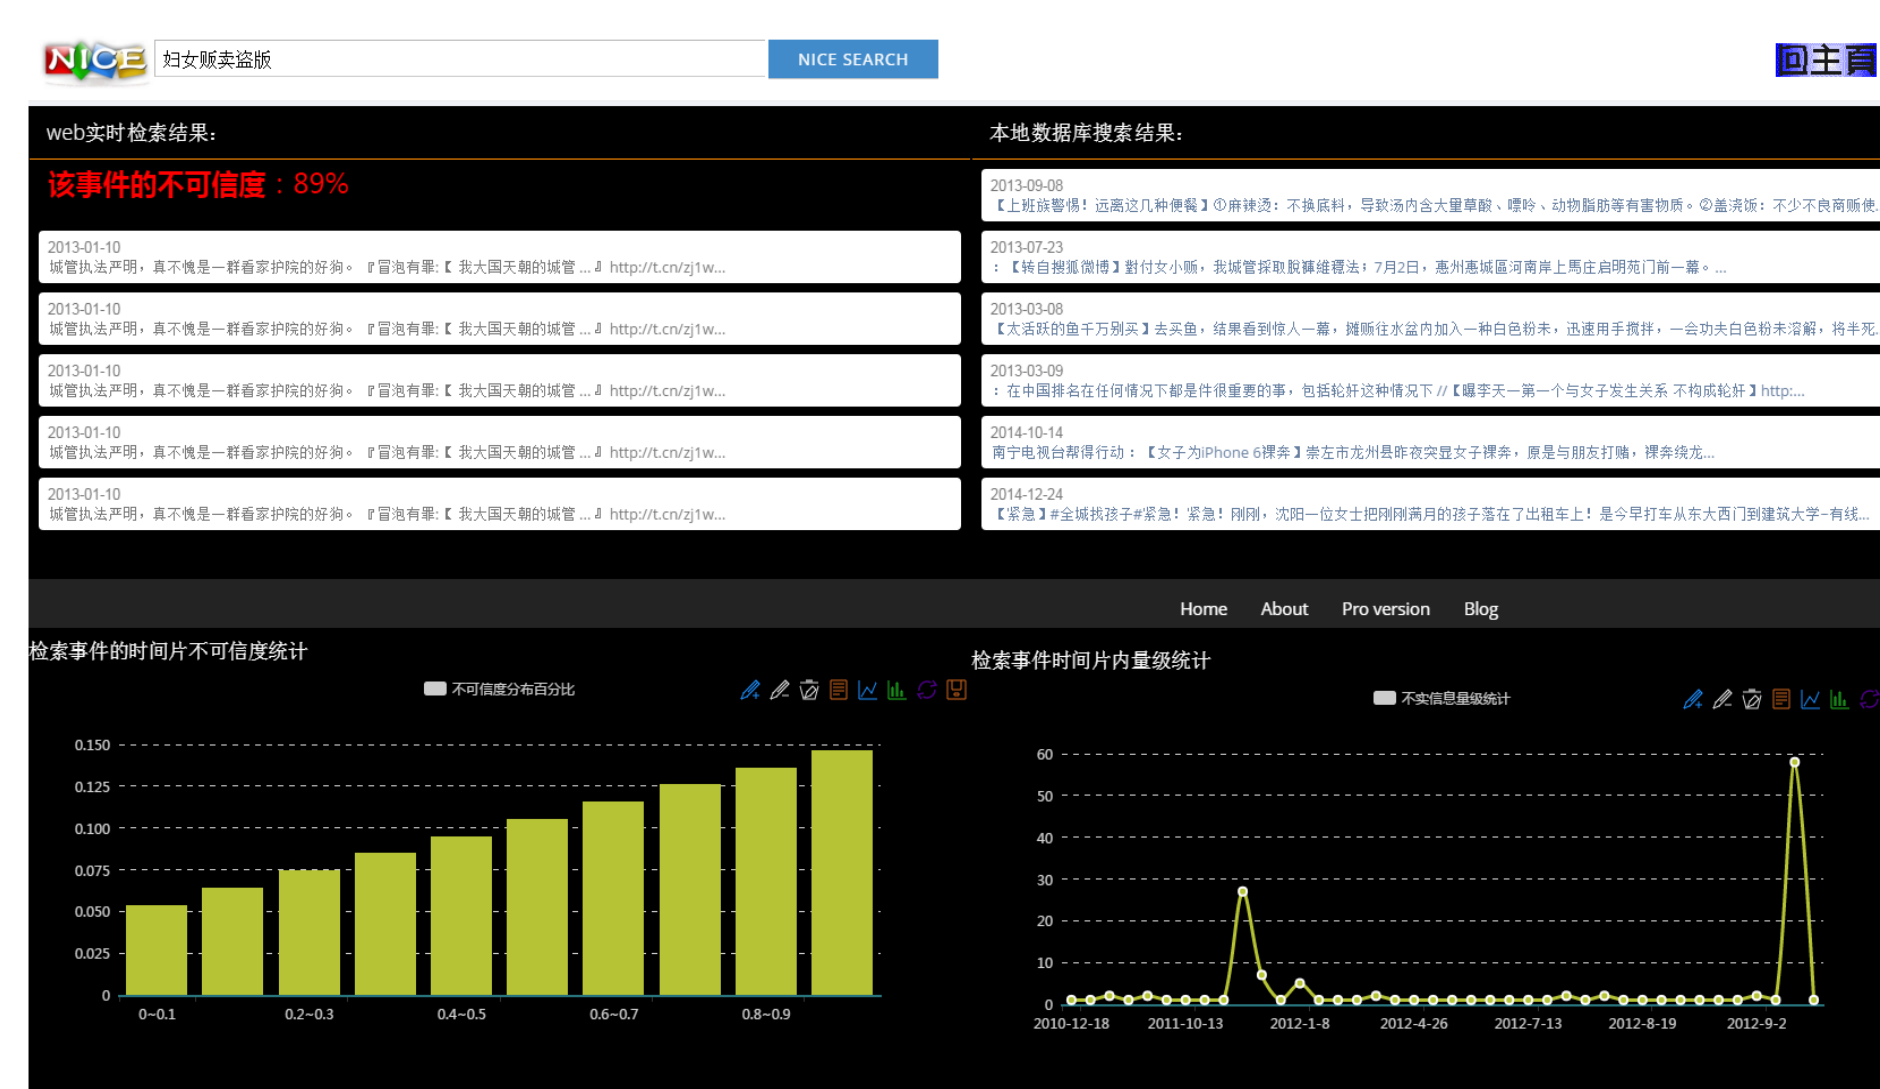 NICE
妇女贩卖盗版
NICE SEARCH
回主頁
web实时检索结果：
该事件的不可信度：89%
2013-01-10
城管执法严明，真不愧是一群看家护院的好狗。『冒泡有罪:【 我大国天朝的城管 ...』http://t.cn/zj1w...
2013-01-10
城管执法严明，真不愧是一群看家护院的好狗。『冒泡有罪:【 我大国天朝的城管 ...』http://t.cn/zj1w...
2013-01-10
城管执法严明，真不愧是一群看家护院的好狗。『冒泡有罪:【 我大国天朝的城管 ...』http://t.cn/zj1w...
2013-01-10
城管执法严明，真不愧是一群看家护院的好狗。『冒泡有罪:【 我大国天朝的城管 ...』http://t.cn/zj1w...
2013-01-10
城管执法严明，真不愧是一群看家护院的好狗。『冒泡有罪:【 我大国天朝的城管 ...』http://t.cn/zj1w...
本地数据库搜索结果：
2013-09-08
【上班族警惕！远离这几种便餐】①麻辣烫：不换底料，导致汤内含大量草酸、嘌呤、动物脂肪等有害物质。②盖浇饭：不少不良商贩使..
2013-07-23
：【转自搜狐微博】對付女小贩，我城管採取脫褲維穩法；7月2日，惠州惠城區河南岸上馬庄启明苑门前一幕。...
2013-03-08
【太活跃的鱼千万别买】去买鱼，结果看到惊人一幕，摊贩往水盆内加入一种白色粉末，迅速用手搅拌，一会功夫白色粉末溶解，将半死..
2013-03-09
：在中国排名在任何情况下都是件很重要的事，包括轮奸这种情况下 //【曝李天一第一个与女子发生关系 不构成轮奸】http:...
2014-10-14
南宁电视台帮得行动：【女子为iPhone 6裸奔】崇左市龙州县昨夜突显女子裸奔，原是与朋友打赌，裸奔绕龙...
2014-12-24
【紧急】#全城找孩子#紧急！紧急！刚刚，沈阳一位女士把刚刚满月的孩子落在了出租车上！是今早打车从东大西门到建筑大学-有线...
Home About Pro version Blog
检索事件的时间片不可信度统计
不可信度分布百分比
0.150
0.125
0.100
0.075
0.050
0.025
0
0~0.1 0.2~0.3 0.4~0.5 0.6~0.7 0.8~0.9
检索事件时间片内量级统计
不实信息量级统计
60
50
40
30
20
10
0
2010-12-18 2011-10-13 2012-1-8 2012-4-26 2012-7-13 2012-8-19 2012-9-2